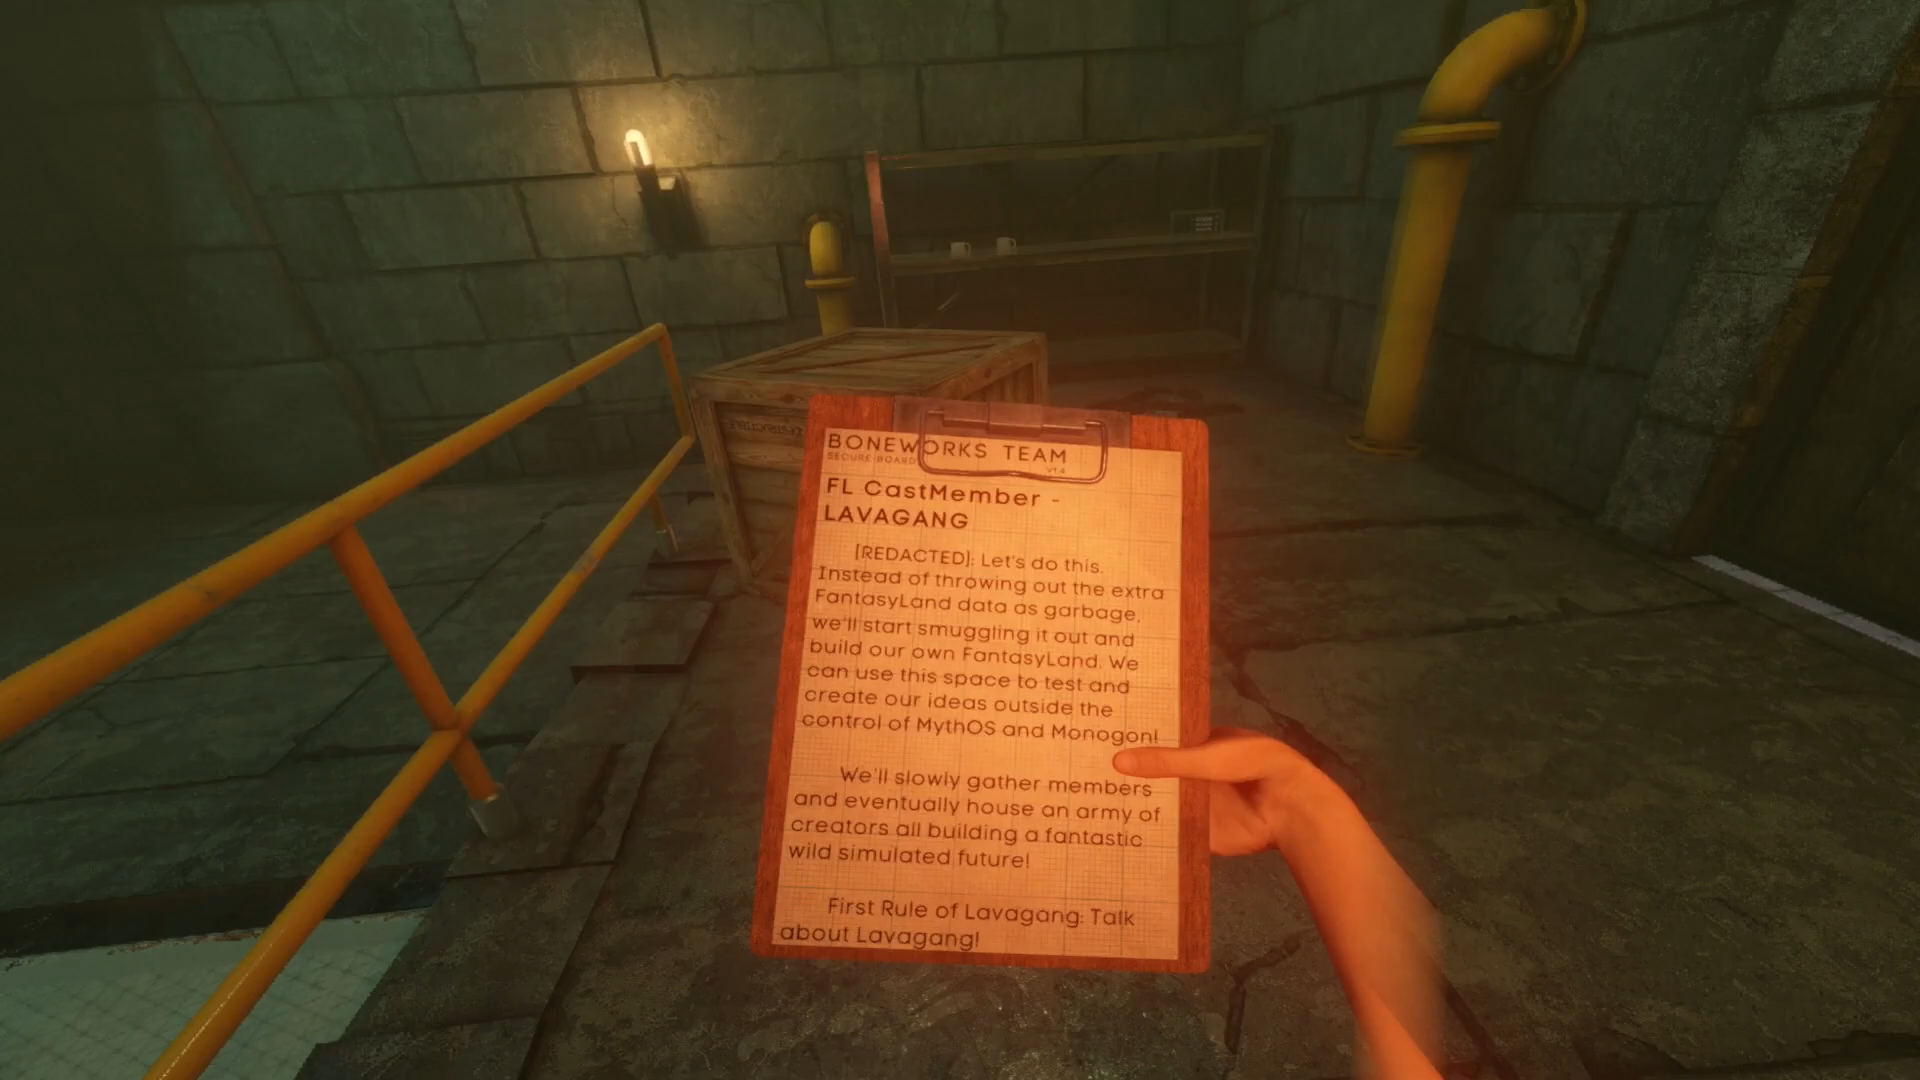 BONEWORKS TEAM
SECURE BOARD
V1.4
FL CastMember -
LAVAGANG
[REDACTED]: Let's do this.
Instead of throwing out the extra
FantasyLand data as garbage,
we'll start smuggling it out and
build our own FantasyLand. We
can use this space to test and
create our ideas outside the
control of MythOS and Monogon!
We'll slowly gather members
and eventually house an army of
creators all building a fantastic
wild simulated future!
First Rule of Lavagang: Talk
about Lavagang!